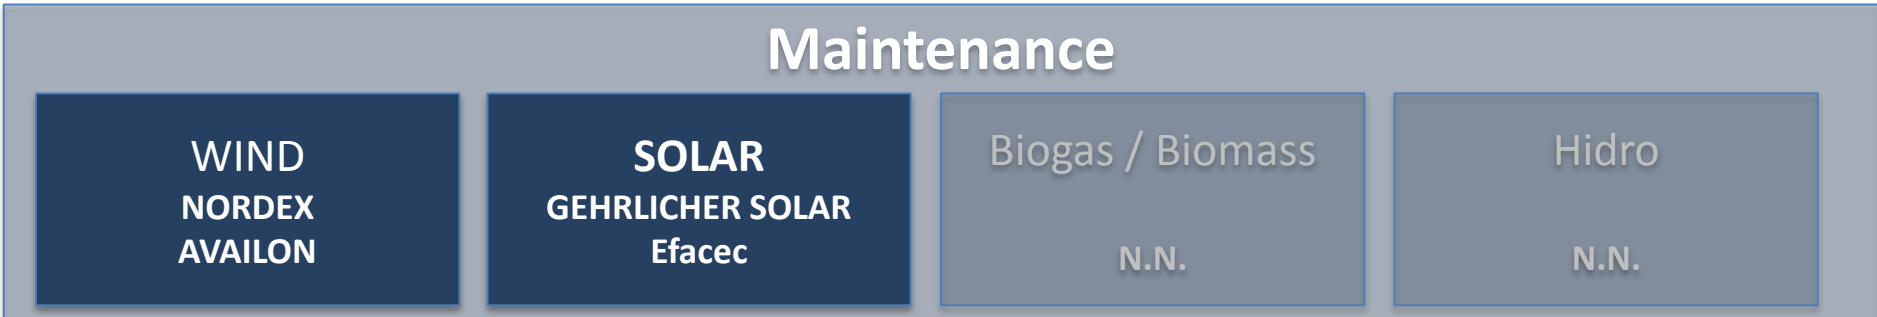 Maintenance
WIND
NORDEX
AVAILON
SOLAR
GEHRLICHER SOLAR
Efacec
Biogas / Biomass
N.N.
Hidro
N.N.